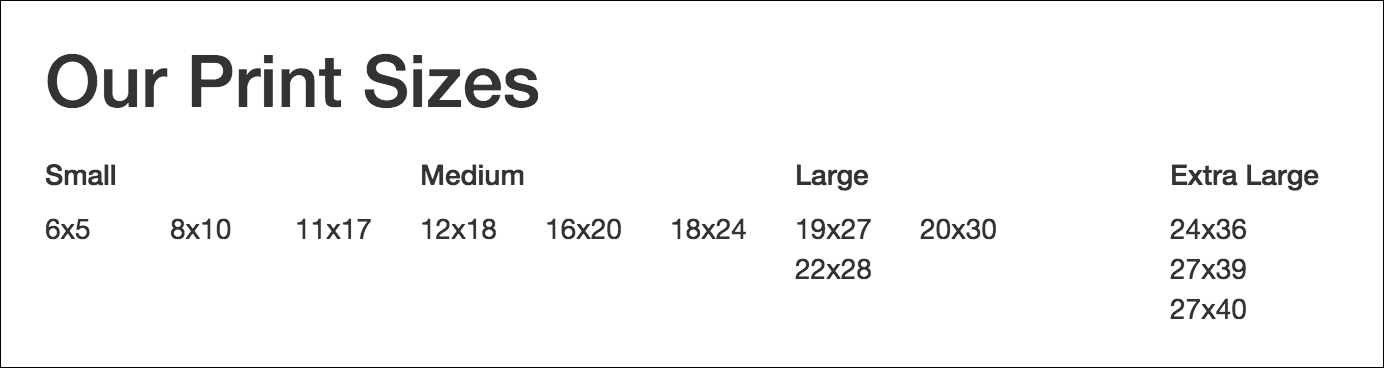 Our Print Sizes
Small Medium Large Extra Large
6x5 8x10 11x17 12x18 16x20 18x24 19x27 20x30 24x36
22x28 27x39
27x40